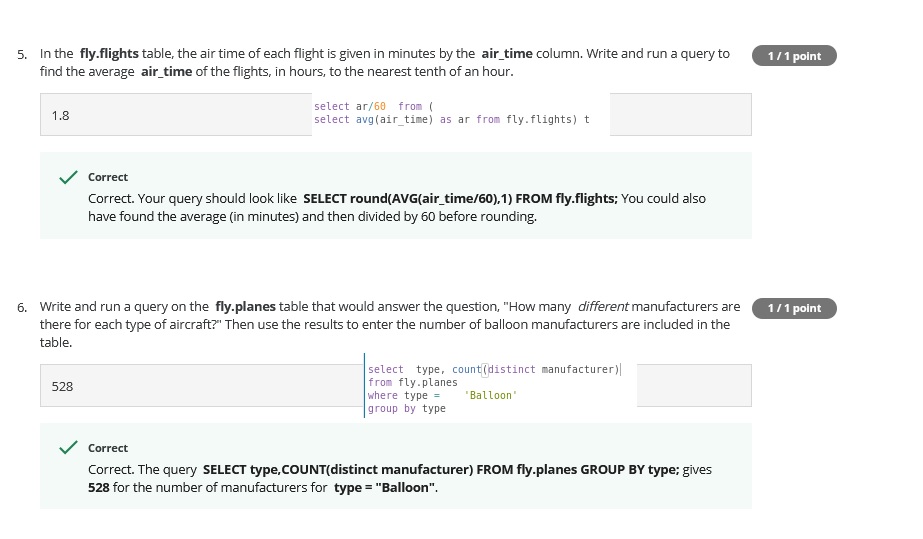 5. In the fly.flights table, the air time of each flight is given in minutes by the air_time column. Write and run a query to
1 / 1 point
find the average air_time of the flights, in hours, to the nearest tenth of an hour.
1.8
select ar/60 from (
select avg(air_time) as ar from fly.flights) t
Correct
Correct. Your query should look like SELECT round(AVG(air_time/60),1) FROM fly.flights; You could also
have found the average (in minutes) and then divided by 60 before rounding.
6. Write and run a query on the fly.planes table that would answer the question, "How many different manufacturers are
1 / 1 point
there for each type of aircraft?" Then use the results to enter the number of balloon manufacturers are included in the
table.
528
select type, count(distinct manufacturer)
from fly.planes
where type = 'Balloon'
group by type
Correct
Correct. The query SELECT type,COUNT(distinct manufacturer) FROM fly.planes GROUP BY type; gives
528 for the number of manufacturers for type = "Balloon".